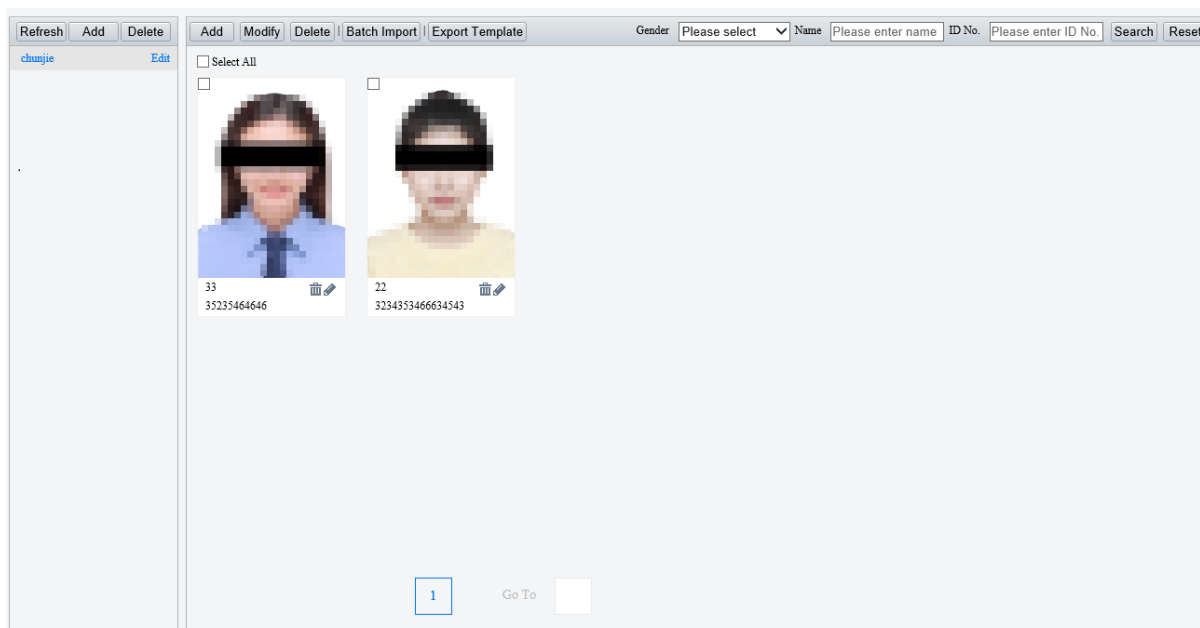 Refresh Add Delete
chunjie Edit
.
Add Modify Delete | Batch Import | Export Template Gender Please select Name Please enter name ID No. Please enter ID No. Search Reset
Select All
33
35235464646
22
3234353466634543
1 Go To